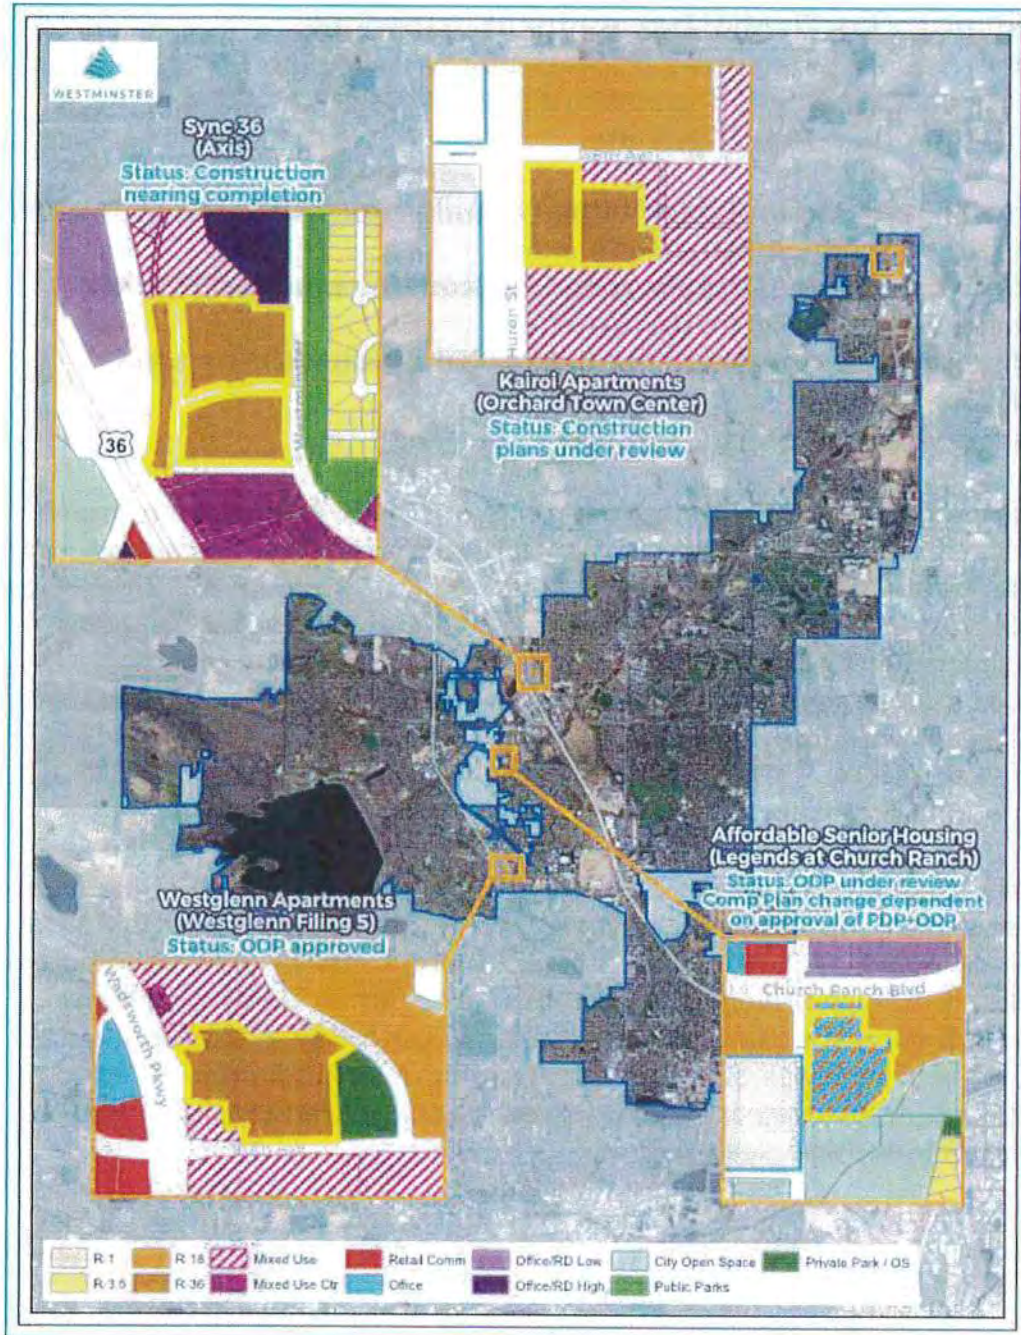 WESTMINSTER
Sync 36
(Axis)
Status: Construction
nearing completion
36
Westminster
Huron St
Kairoi Apartments
(Orchard Town Center)
Status: Construction
plans under review
Westglenn Apartments
(Westglenn Filing 5)
Status: ODP approved
Wadsworth Pkwy
Affordable Senior Housing
(Legends at Church Ranch)
Status: ODP under review
Comp Plan change dependent
on approval of PDP+ODP
Church Ranch Blvd
R-1
R-3.5
R-18
R-36
Mixed Use
Mixed Use Ctr
Retail Comm
Office
Office/RD Low
Office/RD High
City Open Space
Public Parks
Private Park / OS